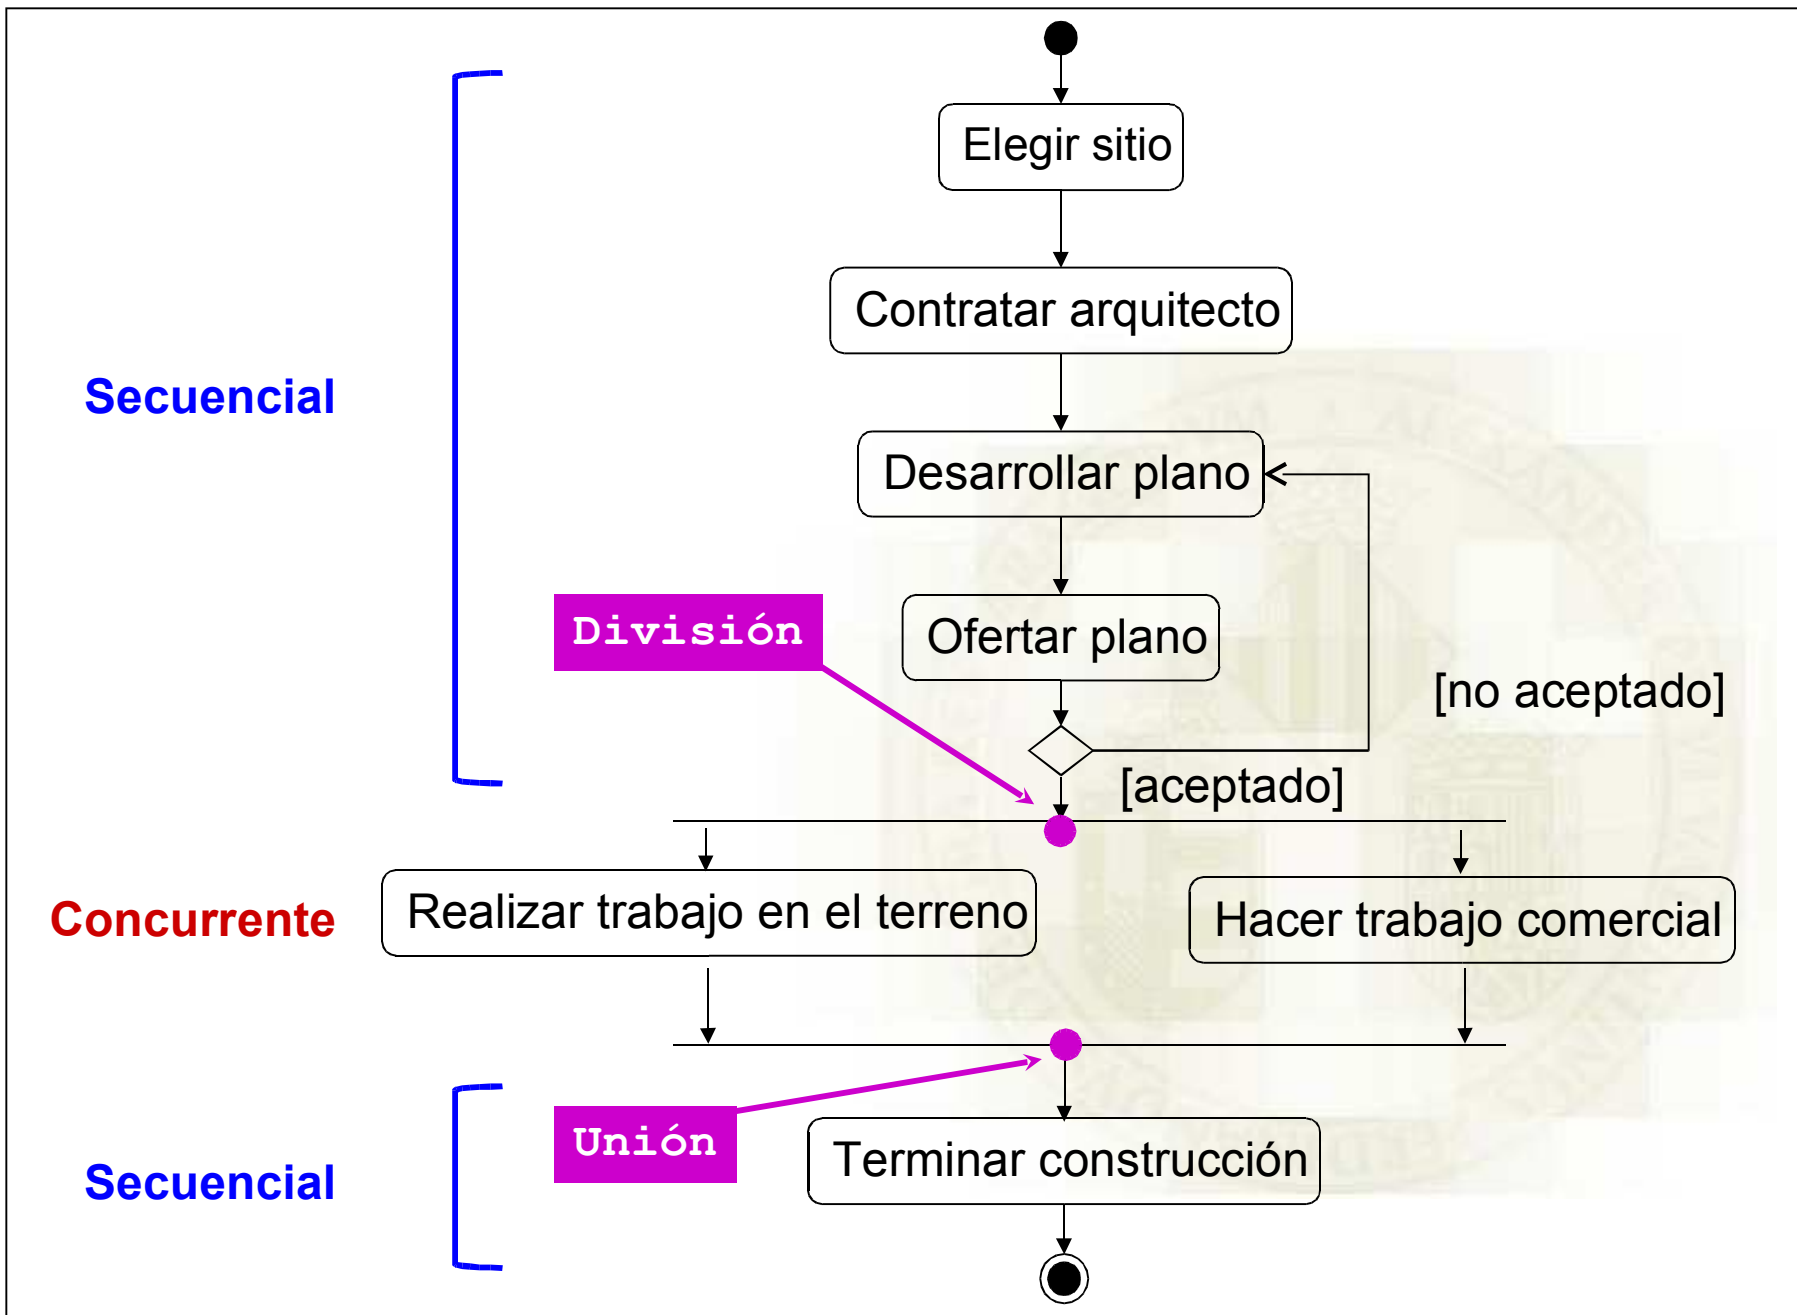 Elegir sitio
Contratar arquitecto
Secuencial
Desarrollar plano
División
Ofertar plano
[no aceptado]
[aceptado]
Concurrente
Realizar trabajo en el terreno
Hacer trabajo comercial
Unión
Terminar construcción
Secuencial